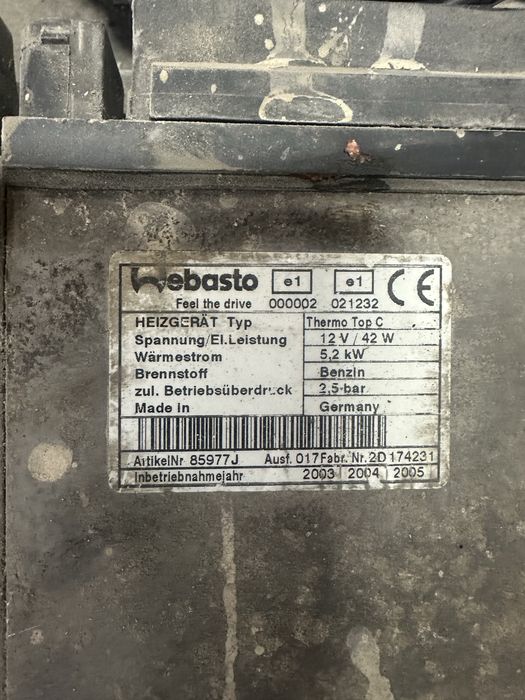 Webasto e1 e1 CE
Feel the drive 000002 021232
HEIZGERÄT Typ Thermo Top C
Spannung/El.Leistung 12 V / 42 W
Wärmestrom 5,2 kW
Brennstoff Benzin
zul. Betriebsüberdruck 2,5 bar
Made in Germany
ArtikelNr 85977J Ausf. 017 Fabr. Nr. 2D 174231
Inbetriebnahmejahr 2003 2004 2005